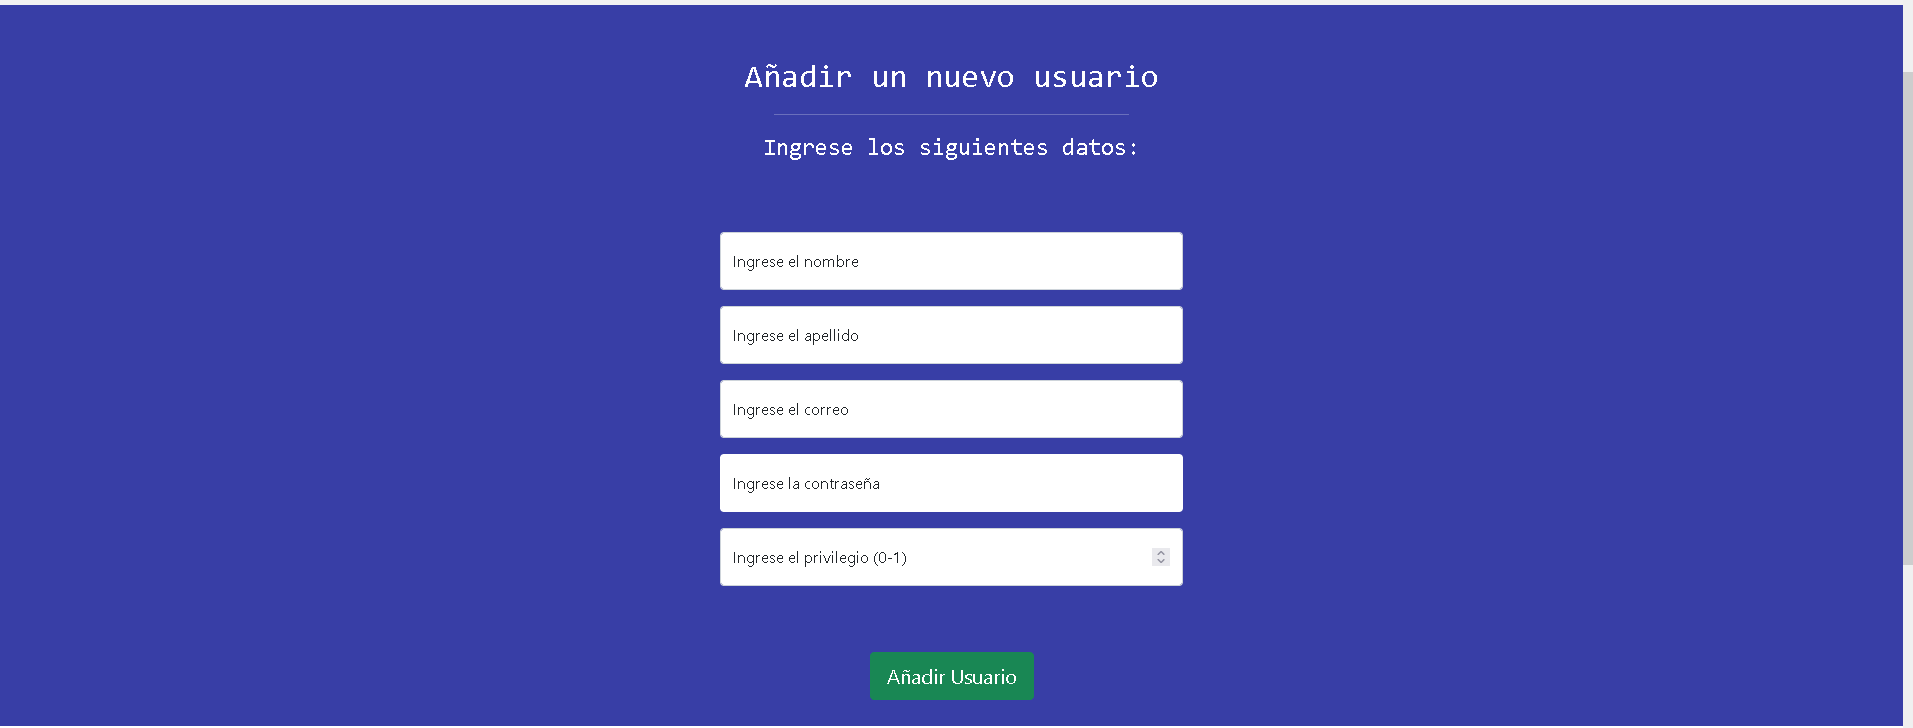 Añadir un nuevo usuario
Ingrese los siguientes datos:
Ingrese el nombre
Ingrese el apellido
Ingrese el correo
Ingrese la contraseña
Ingrese el privilegio (0-1)
Añadir Usuario